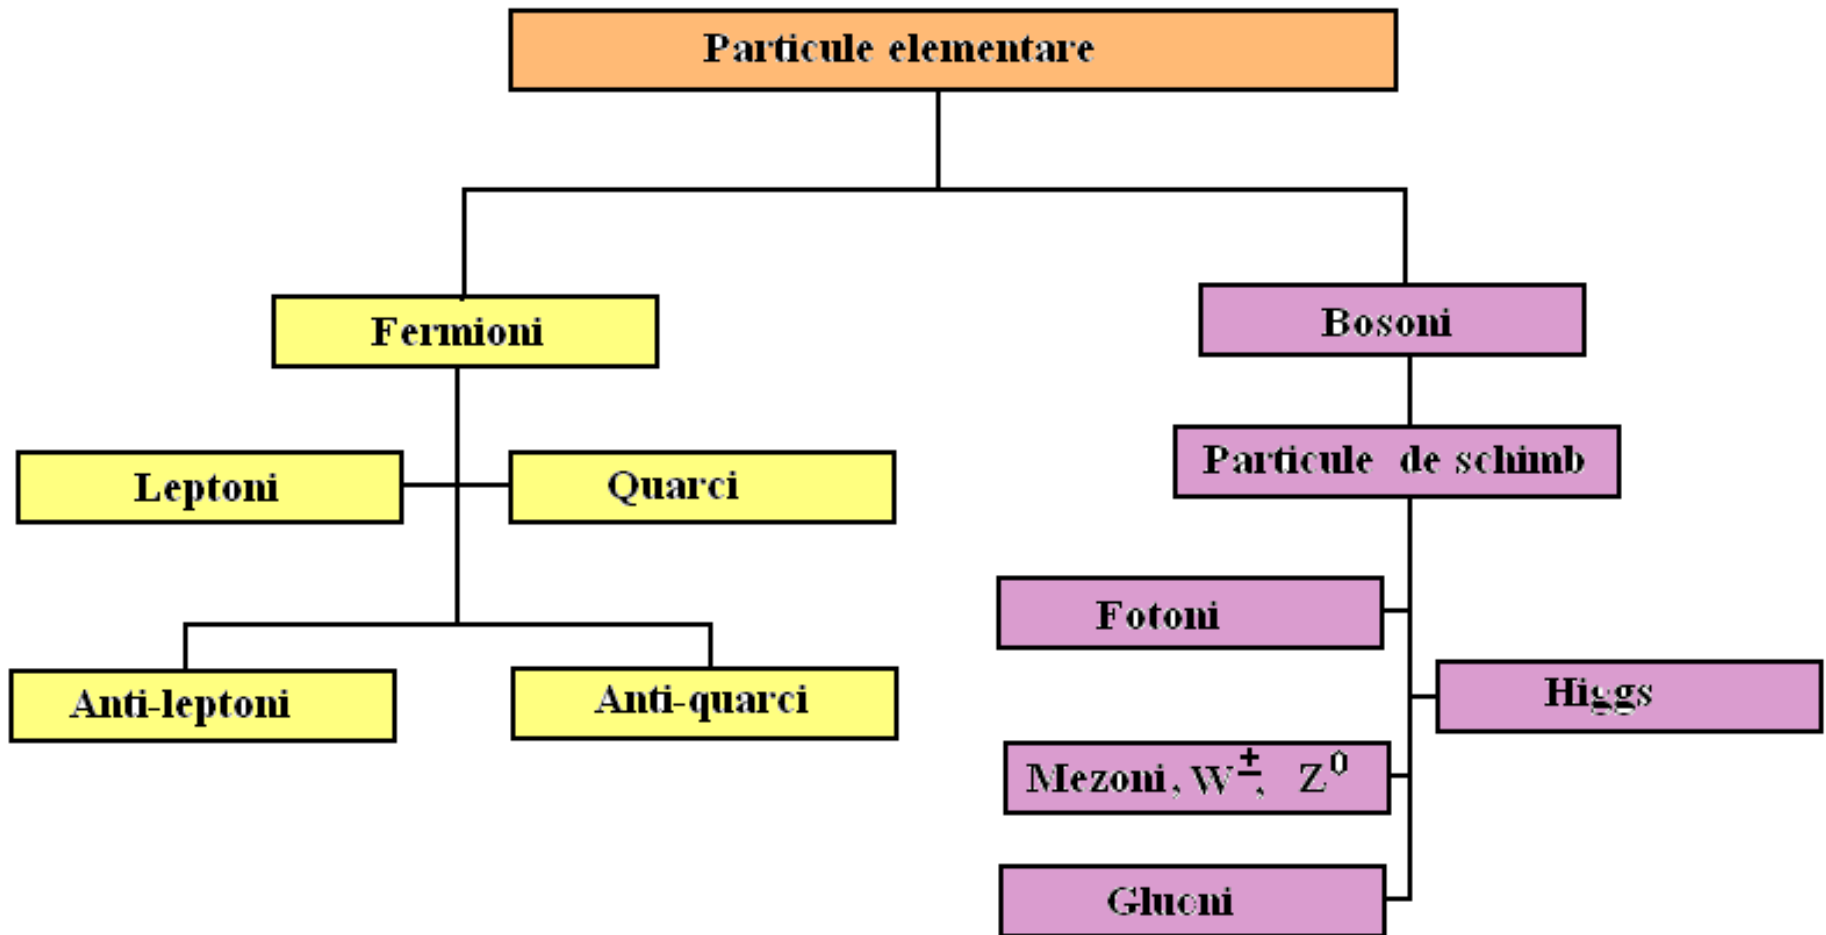 Particule elementare
Fermioni
Bosoni
Leptoni
Quarci
Particule de schimb
Fotoni
Anti-leptoni
Anti-quarci
Higgs
Mezoni, W±, Z⁰
Gluoni